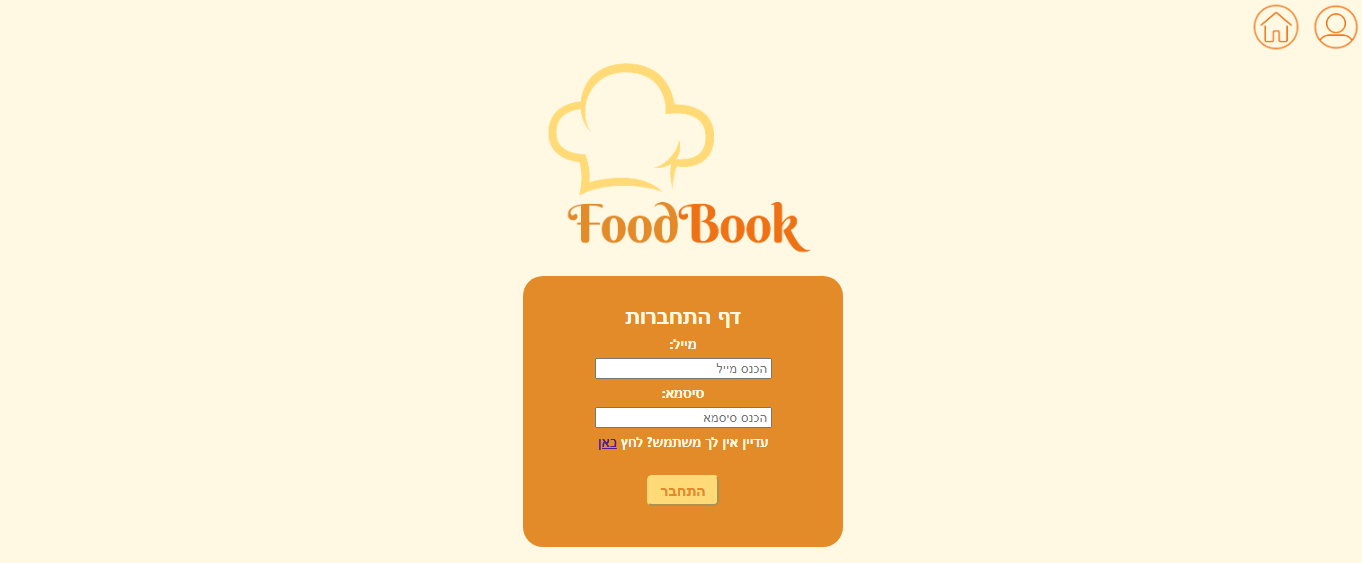 FoodBook
דף התחברות
מייל:
הכנס מייל
סיסמא:
הכנס סיסמא
עדיין אין לך משתמש? לחץ כאן
התחבר